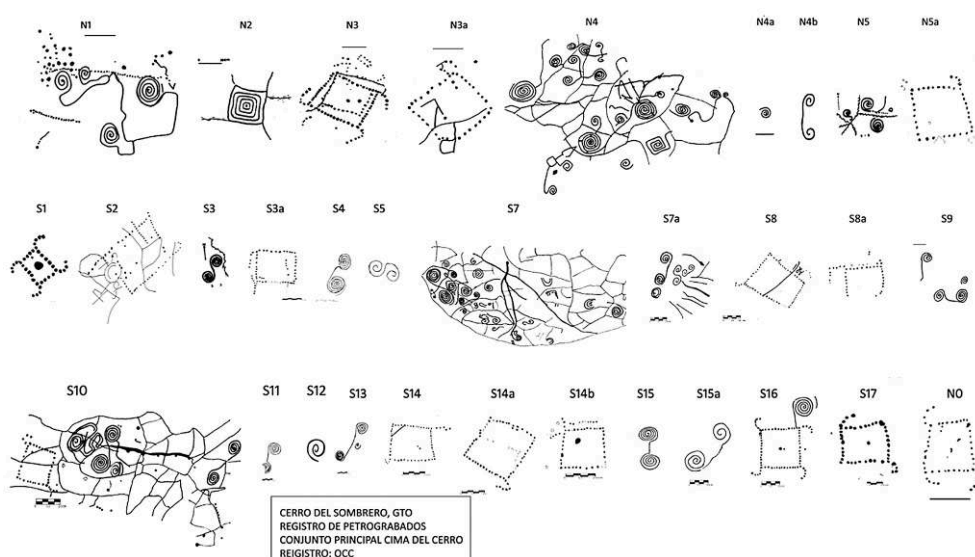 N1 N2 N3 N3a N4 N4a N4b N5 N5a
S1 S2 S3 S3a S4 S5 S7 S7a S8 S8a S9
S10 S11 S12 S13 S14 S14a S14b S15 S15a S16 S17 N0
CERRO DEL SOMBRERO, GTO
REGISTRO DE PETROGRABADOS
CONJUNTO PRINCIPAL CIMA DEL CERRO
REIGISTRO: OCC